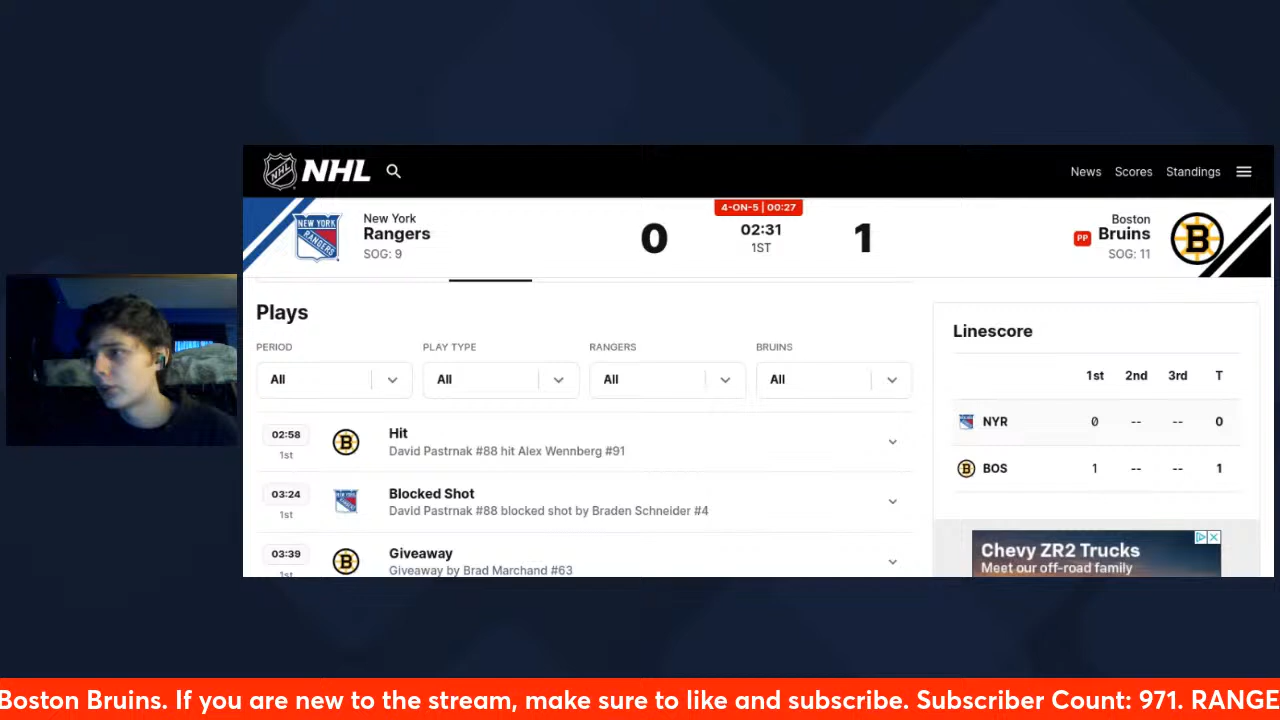 NHL NHL News Scores Standings
4-ON-5 | 00:27
New York
Rangers
SOG: 9
0 02:31 1
1ST
Boston
PP Bruins
SOG: 11
NEW YORK
RANGERS
B
Plays
PERIOD PLAY TYPE RANGERS BRUINS
All All All All
02:58
1st
B
Hit
David Pastrnak #88 hit Alex Wennberg #91
03:24
1st
Blocked Shot
David Pastrnak #88 blocked shot by Braden Schneider #4
03:39
1st
B
Giveaway
Giveaway by Brad Marchand #63
Linescore
1st 2nd 3rd T
NYR 0 -- -- 0
B BOS 1 -- -- 1
Chevy ZR2 Trucks
Meet our off-road family
Boston Bruins. If you are new to the stream, make sure to like and subscribe. Subscriber Count: 971. RANGE